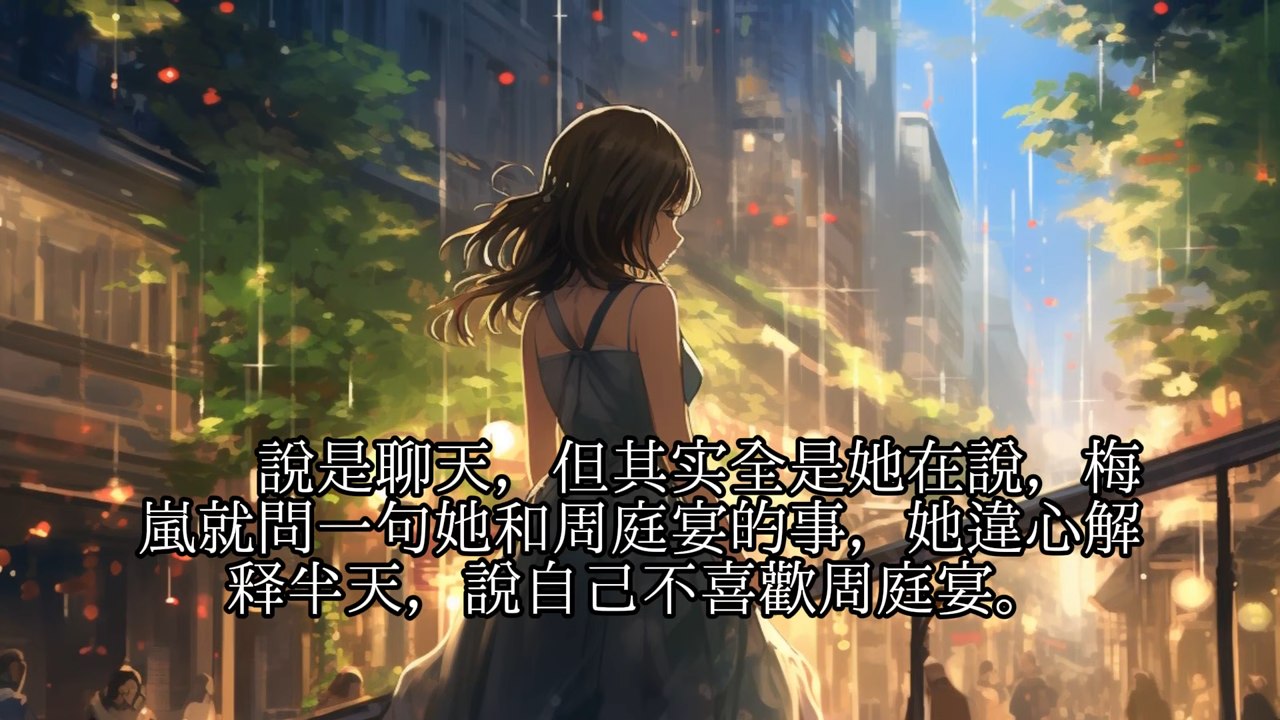 說是聊天，但其实全是她在說，梅
嵐就問一句她和周庭宴的事，她違心解
释半天，說自己不喜歡周庭宴。